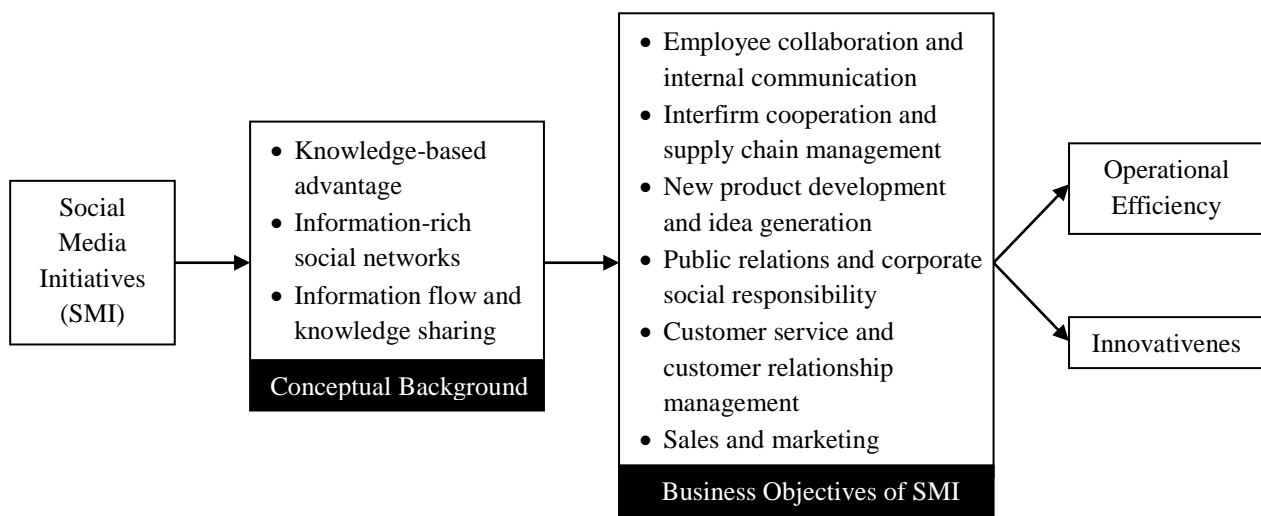 Social
Media
Initiatives
(SMI)
• Knowledge-based
advantage
• Information-rich
social networks
• Information flow and
knowledge sharing
Conceptual Background
• Employee collaboration and
internal communication
• Interfirm cooperation and
supply chain management
• New product development
and idea generation
• Public relations and corporate
social responsibility
• Customer service and
customer relationship
management
• Sales and marketing
Business Objectives of SMI
Operational
Efficiency
Innovativenes